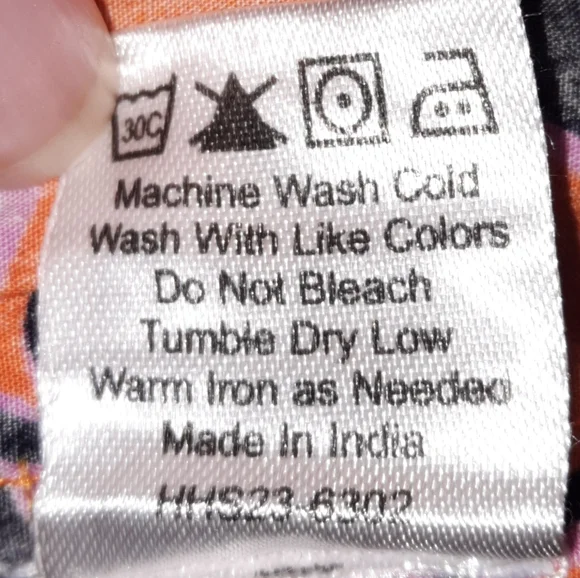 30C
Machine Wash Cold
Wash With Like Colors
Do Not Bleach
Tumble Dry Low
Warm Iron as Needed
Made In India
HHS23-6302